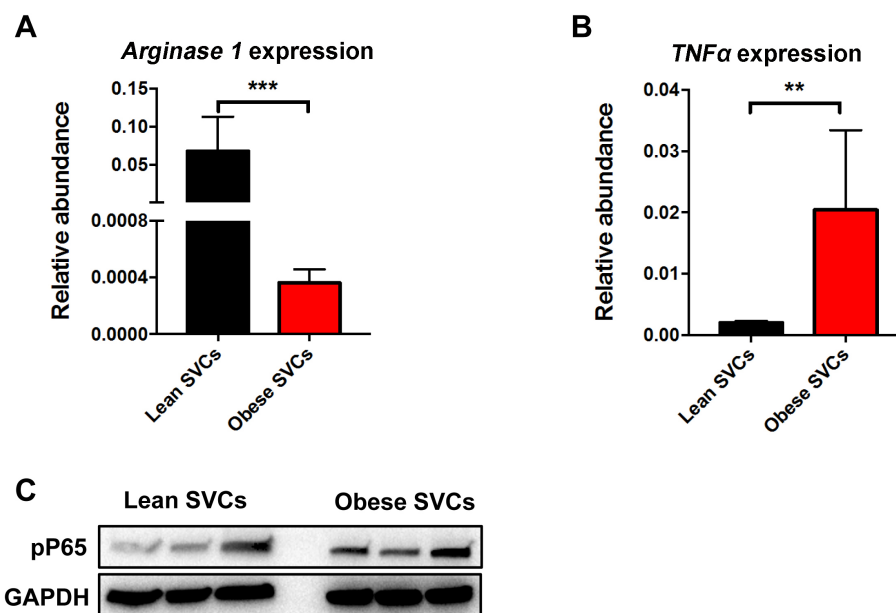 A
Arginase 1 expression
Relative abundance
0.15
0.10
0.05
0.0008
0.0004
0.0000
***
Lean SVCs
Obese SVCs
B
TNFα expression
Relative abundance
0.04
0.03
0.02
0.01
0.00
**
Lean SVCs
Obese SVCs
C
Lean SVCs
Obese SVCs
pP65
GAPDH